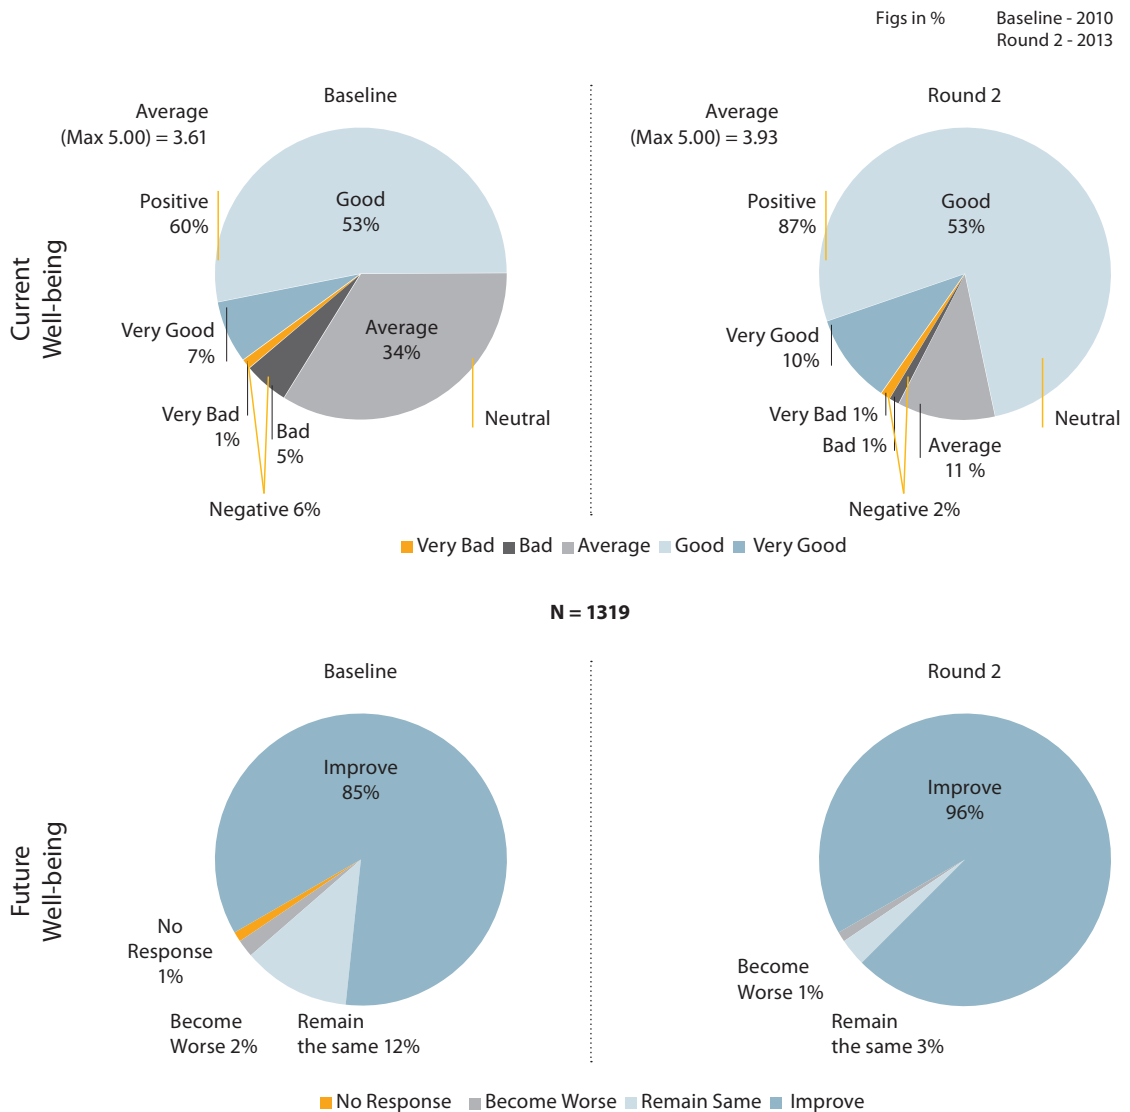 Figs in %
Baseline - 2010
Round 2 - 2013
Current
Well-being
Baseline
Average
(Max 5.00) = 3.61
Positive
60%
Good
53%
Very Good
7%
Average
34%
Very Bad
1%
Bad
5%
Neutral
Negative 6%
Round 2
Average
(Max 5.00) = 3.93
Positive
87%
Good
53%
Very Good
10%
Very Bad 1%
Bad 1%
Average
11 %
Neutral
Negative 2%
Very Bad Bad Average Good Very Good
N = 1319
Future
Well-being
Baseline
Improve
85%
No
Response
1%
Become
Worse 2%
Remain
the same 12%
Round 2
Improve
96%
Become
Worse 1%
Remain
the same 3%
No Response Become Worse Remain Same Improve